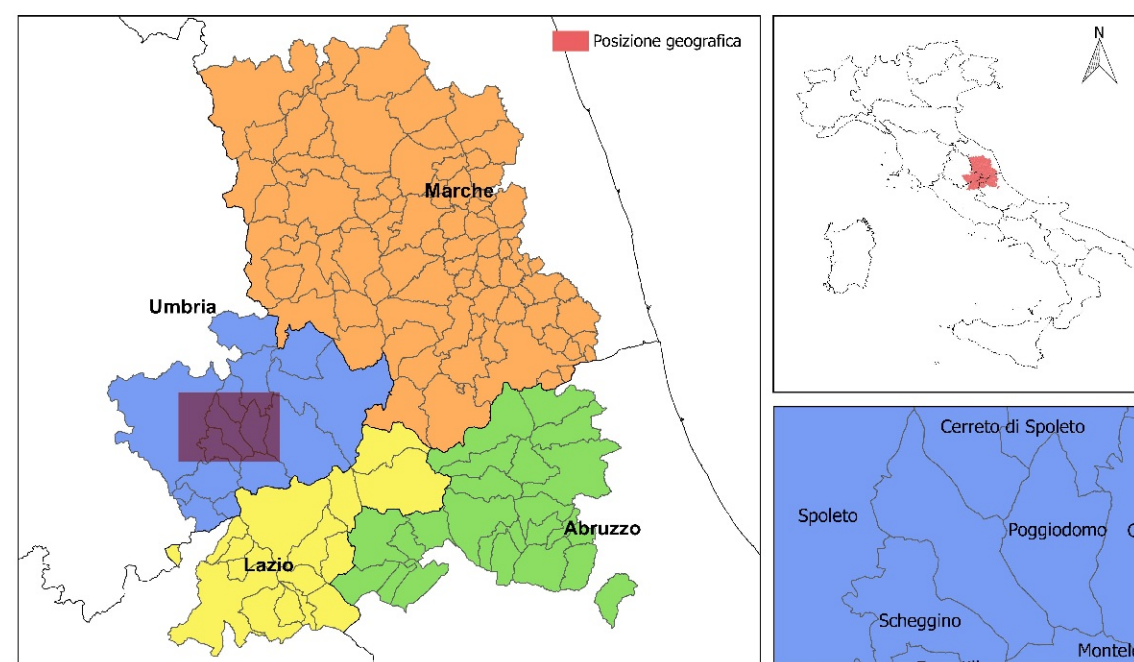 Posizione geografica
N
Marche
Umbria
Abruzzo
Lazio
Cerreto di Spoleto
Spoleto
Poggiodomo
Scheggino